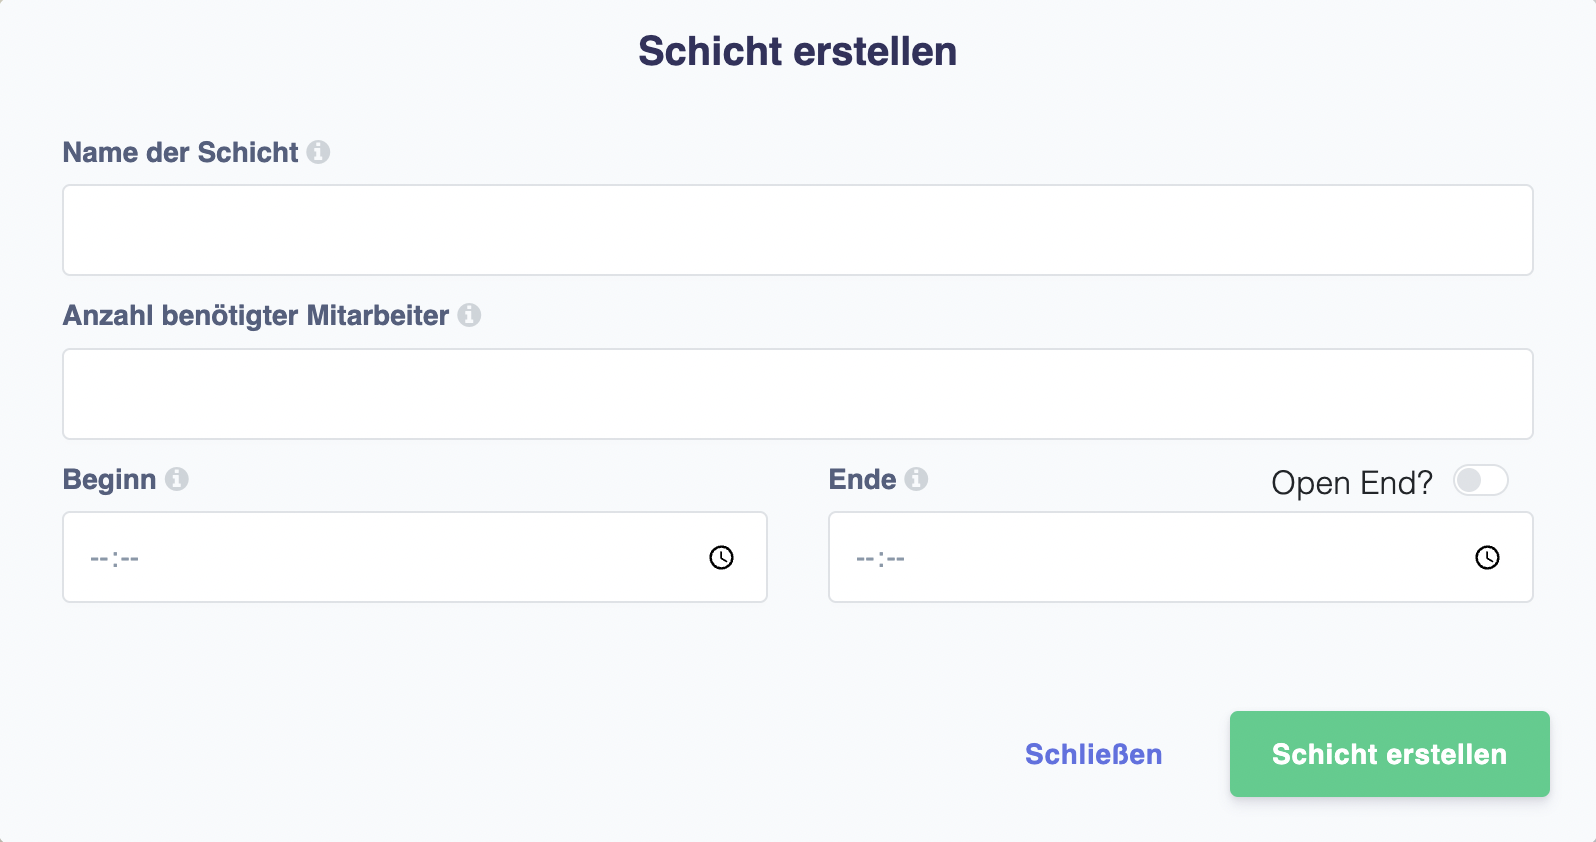 Schicht erstellen
Name der Schicht
Anzahl benötigter Mitarbeiter
Beginn
Ende
Open End?
--:--
--:--
Schließen
Schicht erstellen